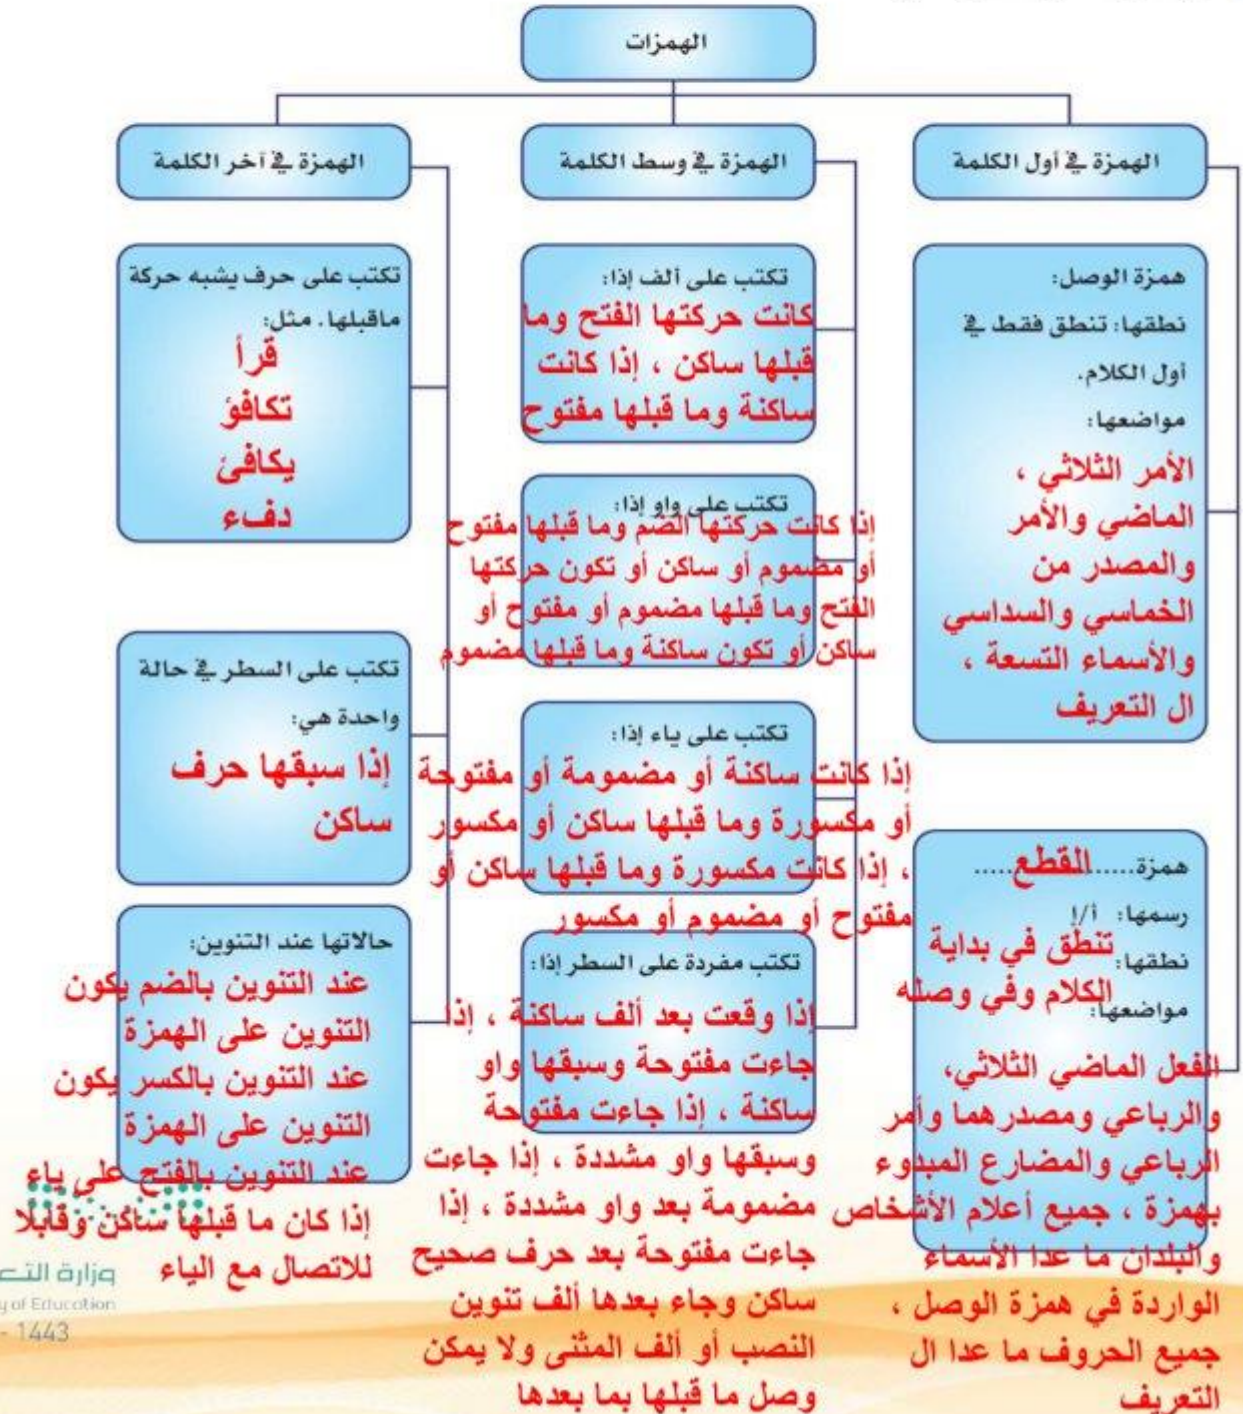 الهمزات
الهمزة في أول الكلمة
همزة الوصل:
نطقها: تنطق فقط في
أول الكلام.
مواضعها:
الأمر الثلاثي ،
الماضي والأمر
والمصدر من
الخماسي والسداسي
والأسماء التسعة ،
ال التعريف
همزة......القطع.....
رسمها: أ/إ
نطقها: تنطق في بداية
الكلام وفي وصله
مواضعها:
الفعل الماضي الثلاثي،
والرباعي ومصدرهما وأمر
الرباعي والمضارع المبدوء
بهمزة ، جميع أعلام الأشخاص
والبلدان ما عدا الأسماء
الواردة في همزة الوصل ،
جميع الحروف ما عدا ال
التعريف
الهمزة في وسط الكلمة
تكتب على ألف إذا:
كانت حركتها الفتح وما
قبلها ساكن ، إذا كانت
ساكنة وما قبلها مفتوح
تكتب على واو إذا:
إذا كانت حركتها الضم وما قبلها مفتوح
أو مضموم أو ساكن أو تكون حركتها
الفتح وما قبلها مضموم أو مفتوح أو
ساكن أو تكون ساكنة وما قبلها مضموم
تكتب على ياء إذا:
إذا كانت ساكنة أو مضمومة أو مفتوحة
أو مكسورة وما قبلها ساكن أو مكسور
، إذا كانت مكسورة وما قبلها ساكن أو
مفتوح أو مضموم أو مكسور
تكتب مفردة على السطر إذا:
إذا وقعت بعد ألف ساكنة ، إذا
جاءت مفتوحة وسبقها واو
ساكنة ، إذا جاءت مفتوحة
وسبقها واو مشددة ، إذا جاءت
مضمومة بعد واو مشددة ، إذا
جاءت مفتوحة بعد حرف صحيح
ساكن وجاء بعدها ألف تنوين
النصب أو ألف المثنى ولا يمكن
وصل ما قبلها بما بعدها
الهمزة في آخر الكلمة
تكتب على حرف يشبه حركة
ماقبلها. مثل:
قرأ
تكافؤ
يكافئ
دفء
تكتب على السطر في حالة
واحدة هي:
إذا سبقها حرف
ساكن
حالاتها عند التنوين:
عند التنوين بالضم يكون
التنوين على الهمزة
عند التنوين بالكسر يكون
التنوين على الهمزة
عند التنوين بالفتح على ياء
إذا كان ما قبلها ساكن وقابلا
للاتصال مع الياء
وزارة التع
y of Education
- 1443